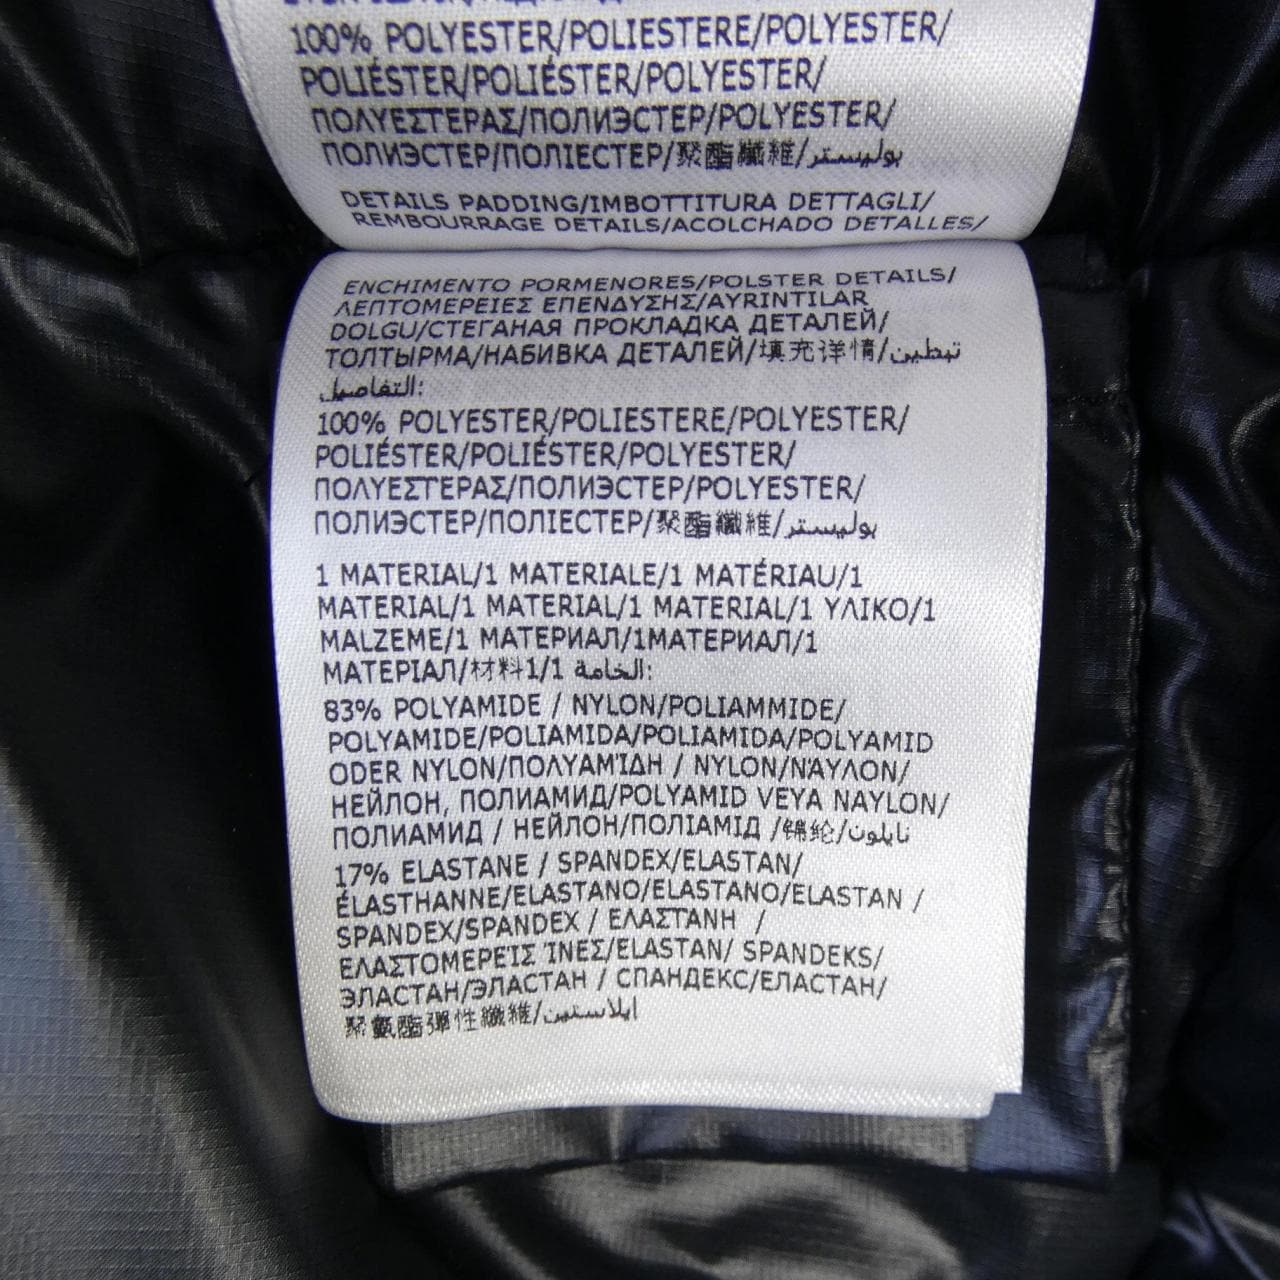 100% POLYESTER/POLIESTERE/POLYESTER/
POLIÉSTER/POLIÉSTER/POLYESTER/
ΠΟΛΥΕΣΤΕΡΑΣ/ПОЛИЭСТЕР/POLYESTER/
ПОЛИЭСТЕР/ПОЛІЕСТЕР/聚酯纖維/بوليستر
DETAILS PADDING/IMBOTTITURA DETTAGLI/
REMBOURRAGE DETAILS/ACOLCHADO DETALLES/
ENCHIMENTO PORMENORES/POLSTER DETAILS/
ΛΕΠΤΟΜΕΡΕΙΕΣ ΕΠΕΝΔΥΣΗΣ/AYRINTILAR
DOLGU/СТЕГАНАЯ ПРОКЛАДКА ДЕТАЛЕЙ/
ТОЛТЫРМА/НАБИВКА ДЕТАЛЕЙ/填充详情/تبطين
التفاصيل:
100% POLYESTER/POLIESTERE/POLYESTER/
POLIÉSTER/POLIÉSTER/POLYESTER/
ΠΟΛΥΕΣΤΕΡΑΣ/ПОЛИЭСТЕР/POLYESTER/
ПОЛИЭСТЕР/ПОЛІЕСТЕР/聚酯纖維/بوليستر
1 MATERIAL/1 MATERIALE/1 MATÉRIAU/1
MATERIAL/1 MATERIAL/1 MATERIAL/1 ΥΛΙΚΟ/1
MALZEME/1 МАТЕРИАЛ/1МАТЕРИАЛ/1
МАТЕРІАЛ/材料1/1 الخامة:
83% POLYAMIDE / NYLON/POLIAMMIDE/
POLYAMIDE/POLIAMIDA/POLIAMIDA/POLYAMID
ODER NYLON/ΠΟΛΥΑΜΊΔΗ / NYLON/ΝΆΥΛΟΝ/
НЕЙЛОН, ПОЛИАМИД/POLYAMID VEYA NAYLON/
ПОЛИАМИД / НЕЙЛОН/ПОЛІАМІД /锦纶/نايلون
17% ELASTANE / SPANDEX/ELASTAN/
ÉLASTHANNE/ELASTANO/ELASTANO/ELASTAN /
SPANDEX/SPANDEX / ΕΛΑΣΤΑΝΗ /
ΕΛΑΣΤΟΜΕΡΕΊΣ ΊΝΕΣ/ELASTAN/ SPANDEKS/
ЭЛАСТАН/ЭЛАСТАН / СПАНДЕКС/ЕЛАСТАН/
聚氨酯彈性纖維/ايلاستين